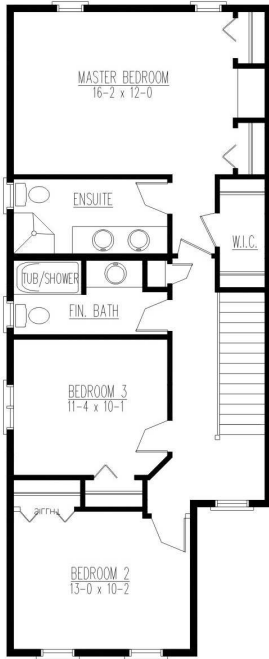 MASTER BEDROOM
16-2 x 12-0
ENSUITE
W.I.C.
TUB/SHOWER
FIN. BATH
BEDROOM 3
11-4 x 10-1
BEDROOM 2
13-0 x 10-2